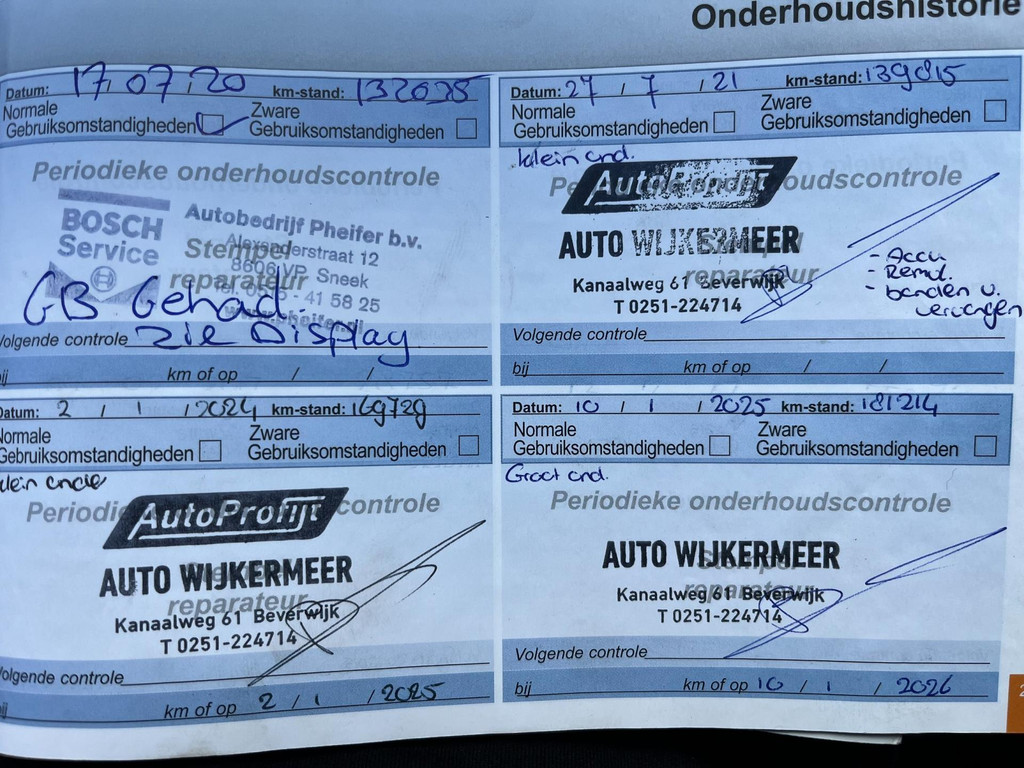 Onderhoudshistorie
Datum: 17/07/20 km-stand: 132035
Normale Gebruiksomstandigheden
Zware Gebruiksomstandigheden
Periodieke onderhoudscontrole
BOSCH Service
Autobedrijf Pheifer b.v.
Stempel reparateur
8606 VP Sneek
41 58 25
GB Gehad.
Volgende controle zie Display
km of op / /
Datum: 27 / 7 / 21 km-stand: 139815
Normale Gebruiksomstandigheden
Zware Gebruiksomstandigheden
klein ond.
Periodieke onderhoudscontrole
AutoProfijt
AUTO WIJKERMEER
reparateur
Kanaalweg 61 Beverwijk
T 0251-224714
- Accu
- Remvl.
- banden v. vervangen
Volgende controle
bij km of op / /
Datum: 2 / 1 / 2024 km-stand: 169729
Normale Gebruiksomstandigheden
Zware Gebruiksomstandigheden
klein onde
Periodieke onderhoudscontrole
AutoProfijt
AUTO WIJKERMEER
reparateur
Kanaalweg 61 Beverwijk
T 0251-224714
Volgende controle
bij km of op 2 / 1 / 2025
Datum: 10 / 1 / 2025 km-stand: 181214
Normale Gebruiksomstandigheden
Zware Gebruiksomstandigheden
Groot ond.
Periodieke onderhoudscontrole
AUTO WIJKERMEER
Stempel reparateur
Kanaalweg 61 Beverwijk
T 0251-224714
Volgende controle
bij km of op 10 / 1 / 2026